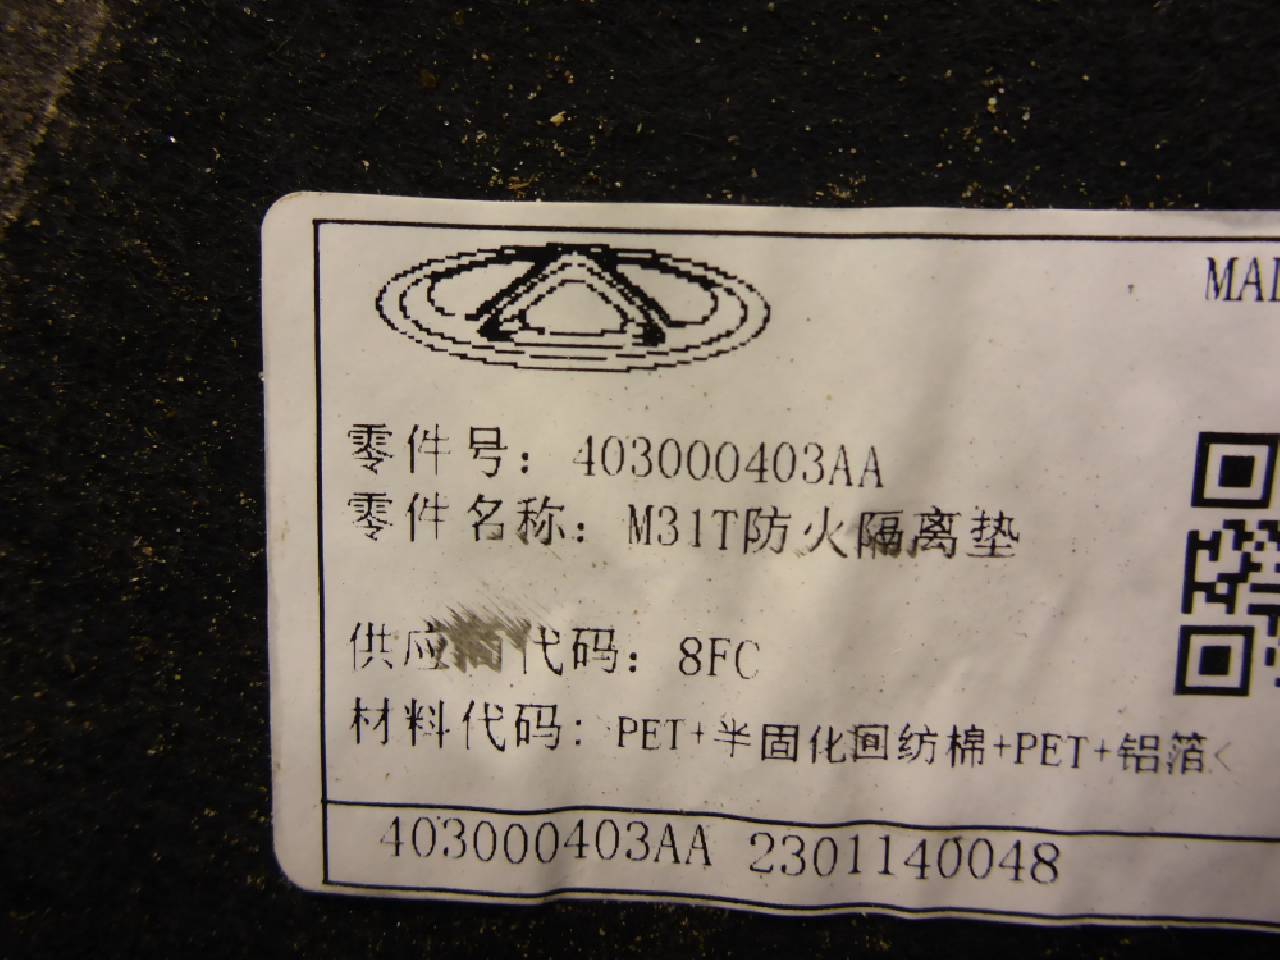 MA
零件号：403000403AA
零件名称：M31T防火隔离垫
供应商代码：8FC
材料代码：PET+半固化回纺棉+PET+铝箔<
403000403AA 2301140048